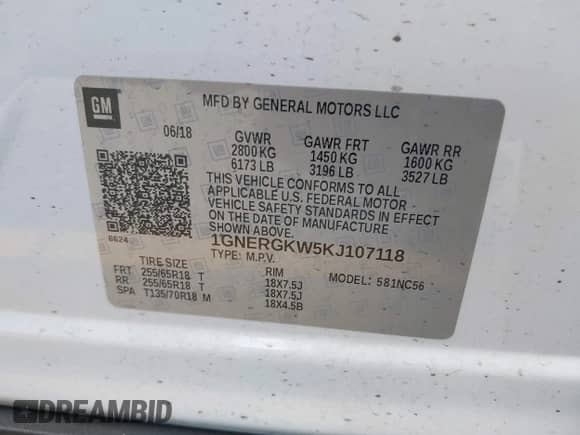 GM
MFD BY GENERAL MOTORS LLC
06/18
GVWR GAWR FRT GAWR RR
2800 KG 1450 KG 1600 KG
6173 LB 3196 LB 3527 LB
THIS VEHICLE CONFORMS TO ALL
APPLICABLE U.S. FEDERAL MOTOR
VEHICLE SAFETY STANDARDS IN EFFECT
ON THE DATE OF MANUFACTURE
SHOWN ABOVE.
6624
1GNERGKW5KJ107118
TYPE: M.P.V.
TIRE SIZE RIM MODEL: 581NC56
FRT 255/65R18 T 18X7.5J
RR 255/65R18 T 18X7.5J
SPA T135/70R18 M 18X4.5B
DREAMBID